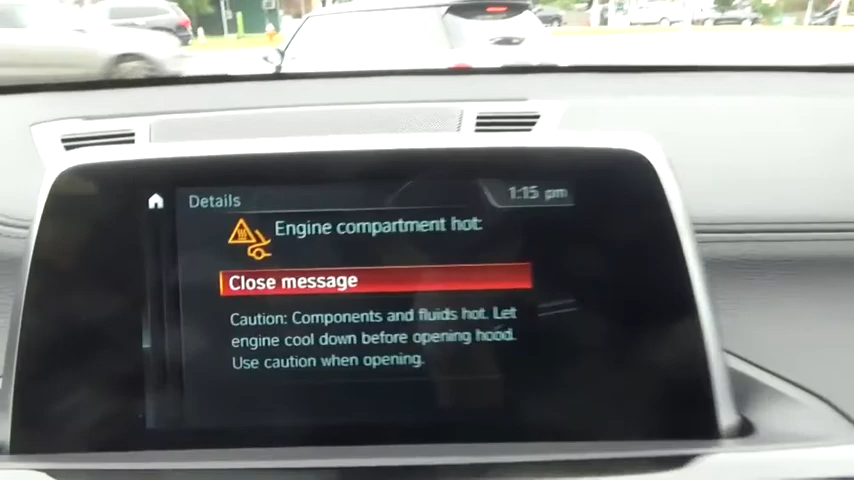 Details
1:15 pm
Engine compartment hot:
Close message
Caution: Components and fluids hot. Let
engine cool down before opening hood.
Use caution when opening.